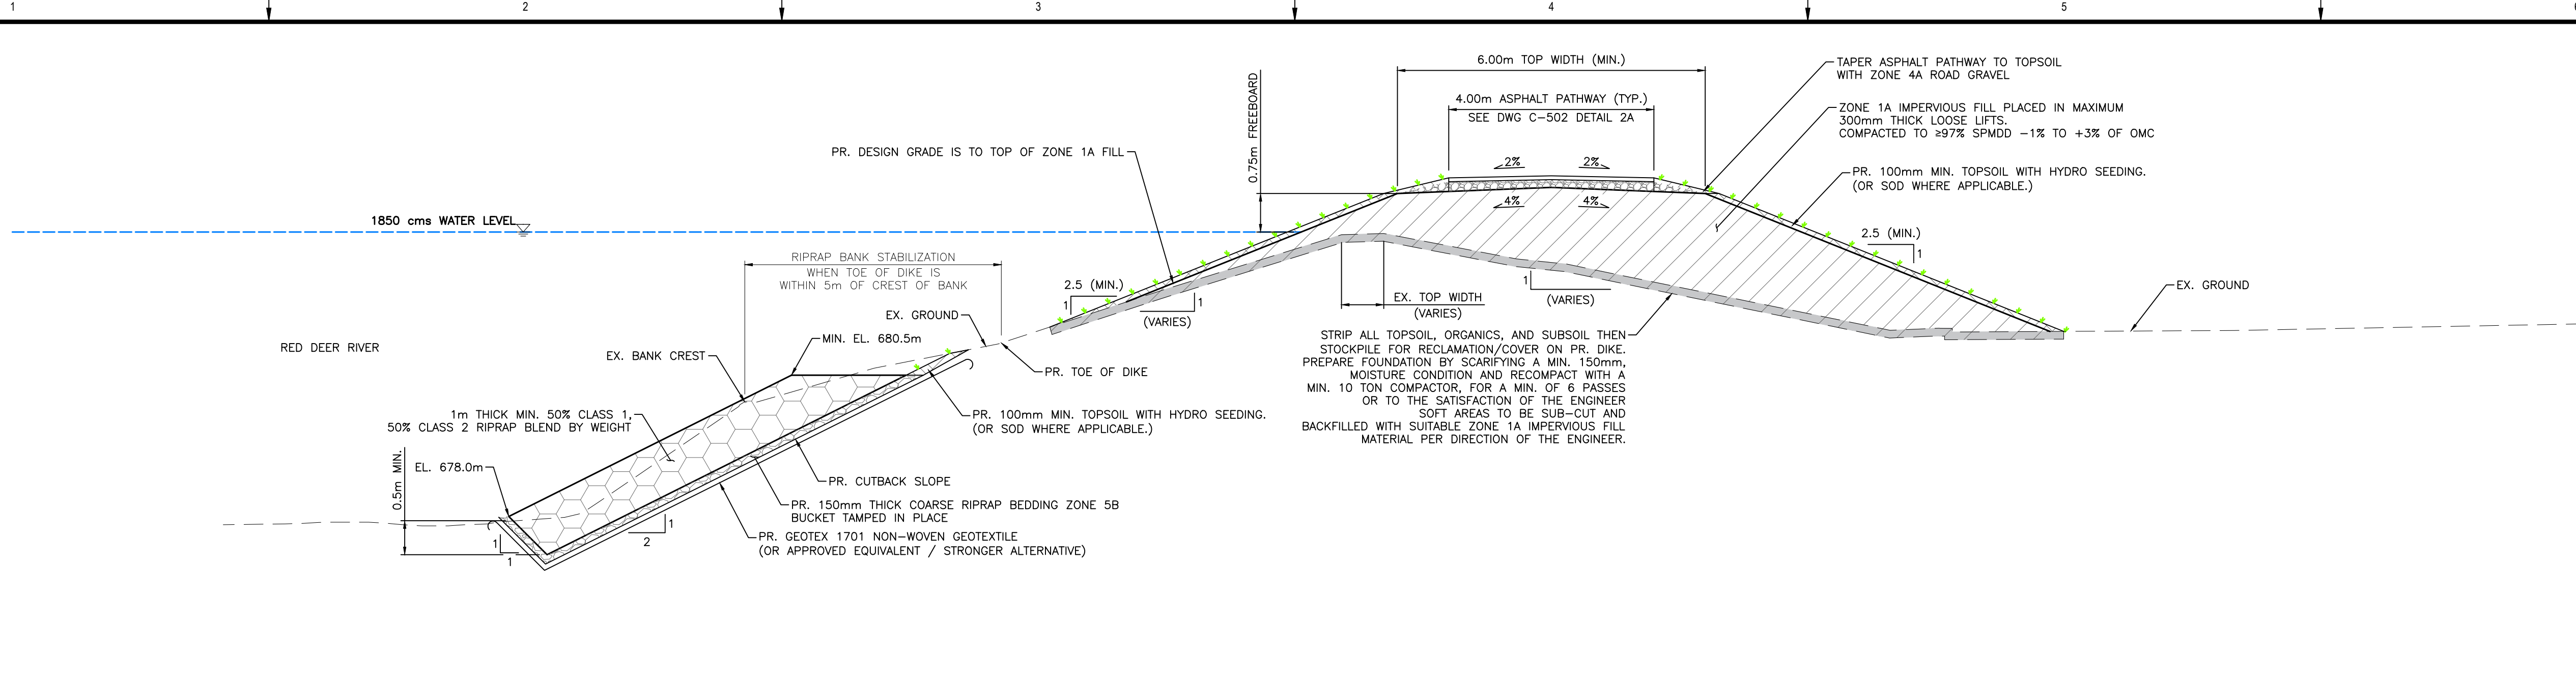 1 2 3 4 5
6.00m TOP WIDTH (MIN.)
4.00m ASPHALT PATHWAY (TYP.)
SEE DWG C-502 DETAIL 2A
TAPER ASPHALT PATHWAY TO TOPSOIL
WITH ZONE 4A ROAD GRAVEL
ZONE 1A IMPERVIOUS FILL PLACED IN MAXIMUM
300mm THICK LOOSE LIFTS.
COMPACTED TO ≥97% SPMDD -1% TO +3% OF OMC
0.75m FREEBOARD
PR. DESIGN GRADE IS TO TOP OF ZONE 1A FILL
2% 2%
4% 4%
PR. 100mm MIN. TOPSOIL WITH HYDRO SEEDING.
(OR SOD WHERE APPLICABLE.)
1850 cms WATER LEVEL
2.5 (MIN.)
1
RIPRAP BANK STABILIZATION
WHEN TOE OF DIKE IS
WITHIN 5m OF CREST OF BANK
2.5 (MIN.)
1
1
(VARIES)
1
(VARIES)
EX. TOP WIDTH
(VARIES)
EX. GROUND
EX. GROUND
MIN. EL. 680.5m
RED DEER RIVER
EX. BANK CREST
PR. TOE OF DIKE
STRIP ALL TOPSOIL, ORGANICS, AND SUBSOIL THEN
STOCKPILE FOR RECLAMATION/COVER ON PR. DIKE.
PREPARE FOUNDATION BY SCARIFYING A MIN. 150mm,
MOISTURE CONDITION AND RECOMPACT WITH A
MIN. 10 TON COMPACTOR, FOR A MIN. OF 6 PASSES
OR TO THE SATISFACTION OF THE ENGINEER
SOFT AREAS TO BE SUB-CUT AND
BACKFILLED WITH SUITABLE ZONE 1A IMPERVIOUS FILL
MATERIAL PER DIRECTION OF THE ENGINEER.
1m THICK MIN. 50% CLASS 1,
50% CLASS 2 RIPRAP BLEND BY WEIGHT
PR. 100mm MIN. TOPSOIL WITH HYDRO SEEDING.
(OR SOD WHERE APPLICABLE.)
0.5m MIN.
EL. 678.0m
PR. CUTBACK SLOPE
PR. 150mm THICK COARSE RIPRAP BEDDING ZONE 5B
BUCKET TAMPED IN PLACE
1
2
1
1
PR. GEOTEX 1701 NON-WOVEN GEOTEXTILE
(OR APPROVED EQUIVALENT / STRONGER ALTERNATIVE)